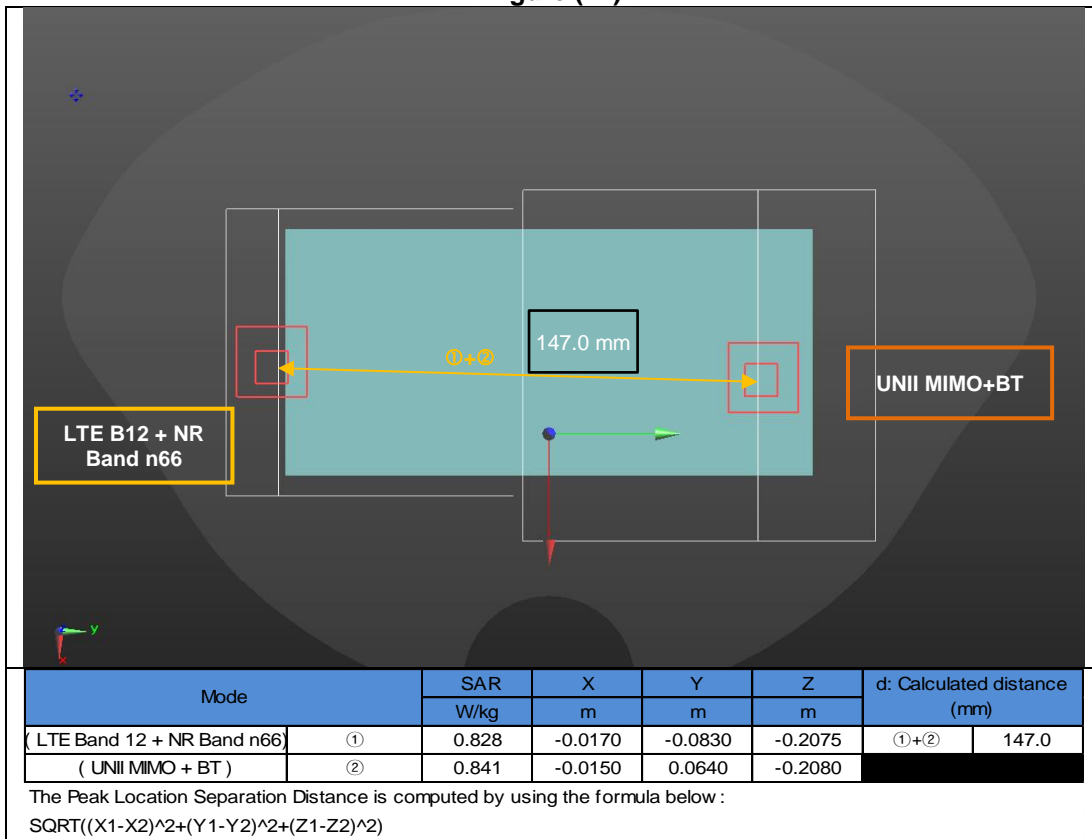 147.0 mm
①+②
UNII MIMO+BT
LTE B12 + NR
Band n66
y
x
Mode SAR X Y Z d: Calculated distance
W/kg m m m (mm)
( LTE Band 12 + NR Band n66) ① 0.828 -0.0170 -0.0830 -0.2075 ①+② 147.0
( UNII MIMO + BT ) ② 0.841 -0.0150 0.0640 -0.2080
The Peak Location Separation Distance is computed by using the formula below :
SQRT((X1-X2)^2+(Y1-Y2)^2+(Z1-Z2)^2)